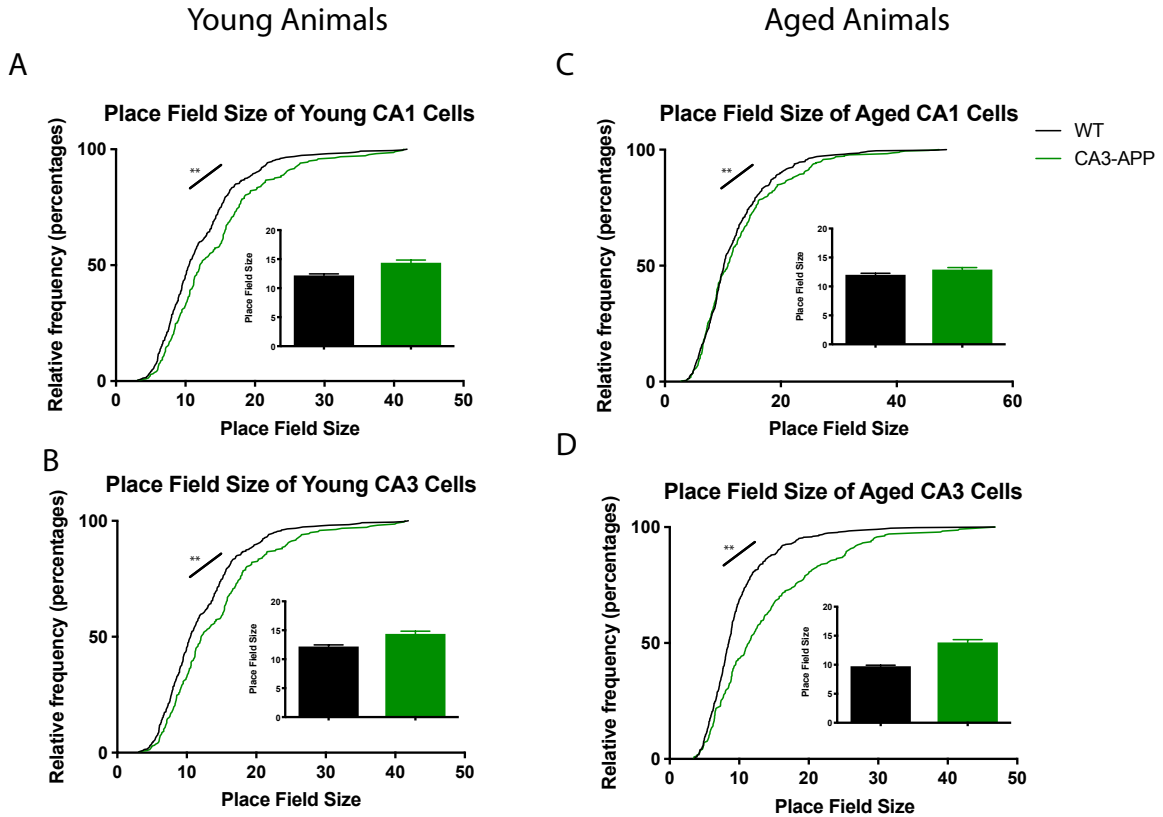 Young Animals
Aged Animals
A
Place Field Size of Young CA1 Cells
Relative frequency (percentages)
100
50
0
**
Place Field Size
20
15
10
5
0
0 10 20 30 40 50
Place Field Size
C
Place Field Size of Aged CA1 Cells
WT
CA3-APP
Relative frequency (percentages)
100
50
0
**
Place Field Size
20
15
10
5
0
0 20 40 60
Place Field Size
B
Place Field Size of Young CA3 Cells
Relative frequency (percentages)
100
50
0
**
Place Field Size
20
15
10
5
0
0 10 20 30 40 50
Place Field Size
D
Place Field Size of Aged CA3 Cells
Relative frequency (percentages)
100
50
0
**
Place Field Size
20
15
10
5
0
0 10 20 30 40 50
Place Field Size